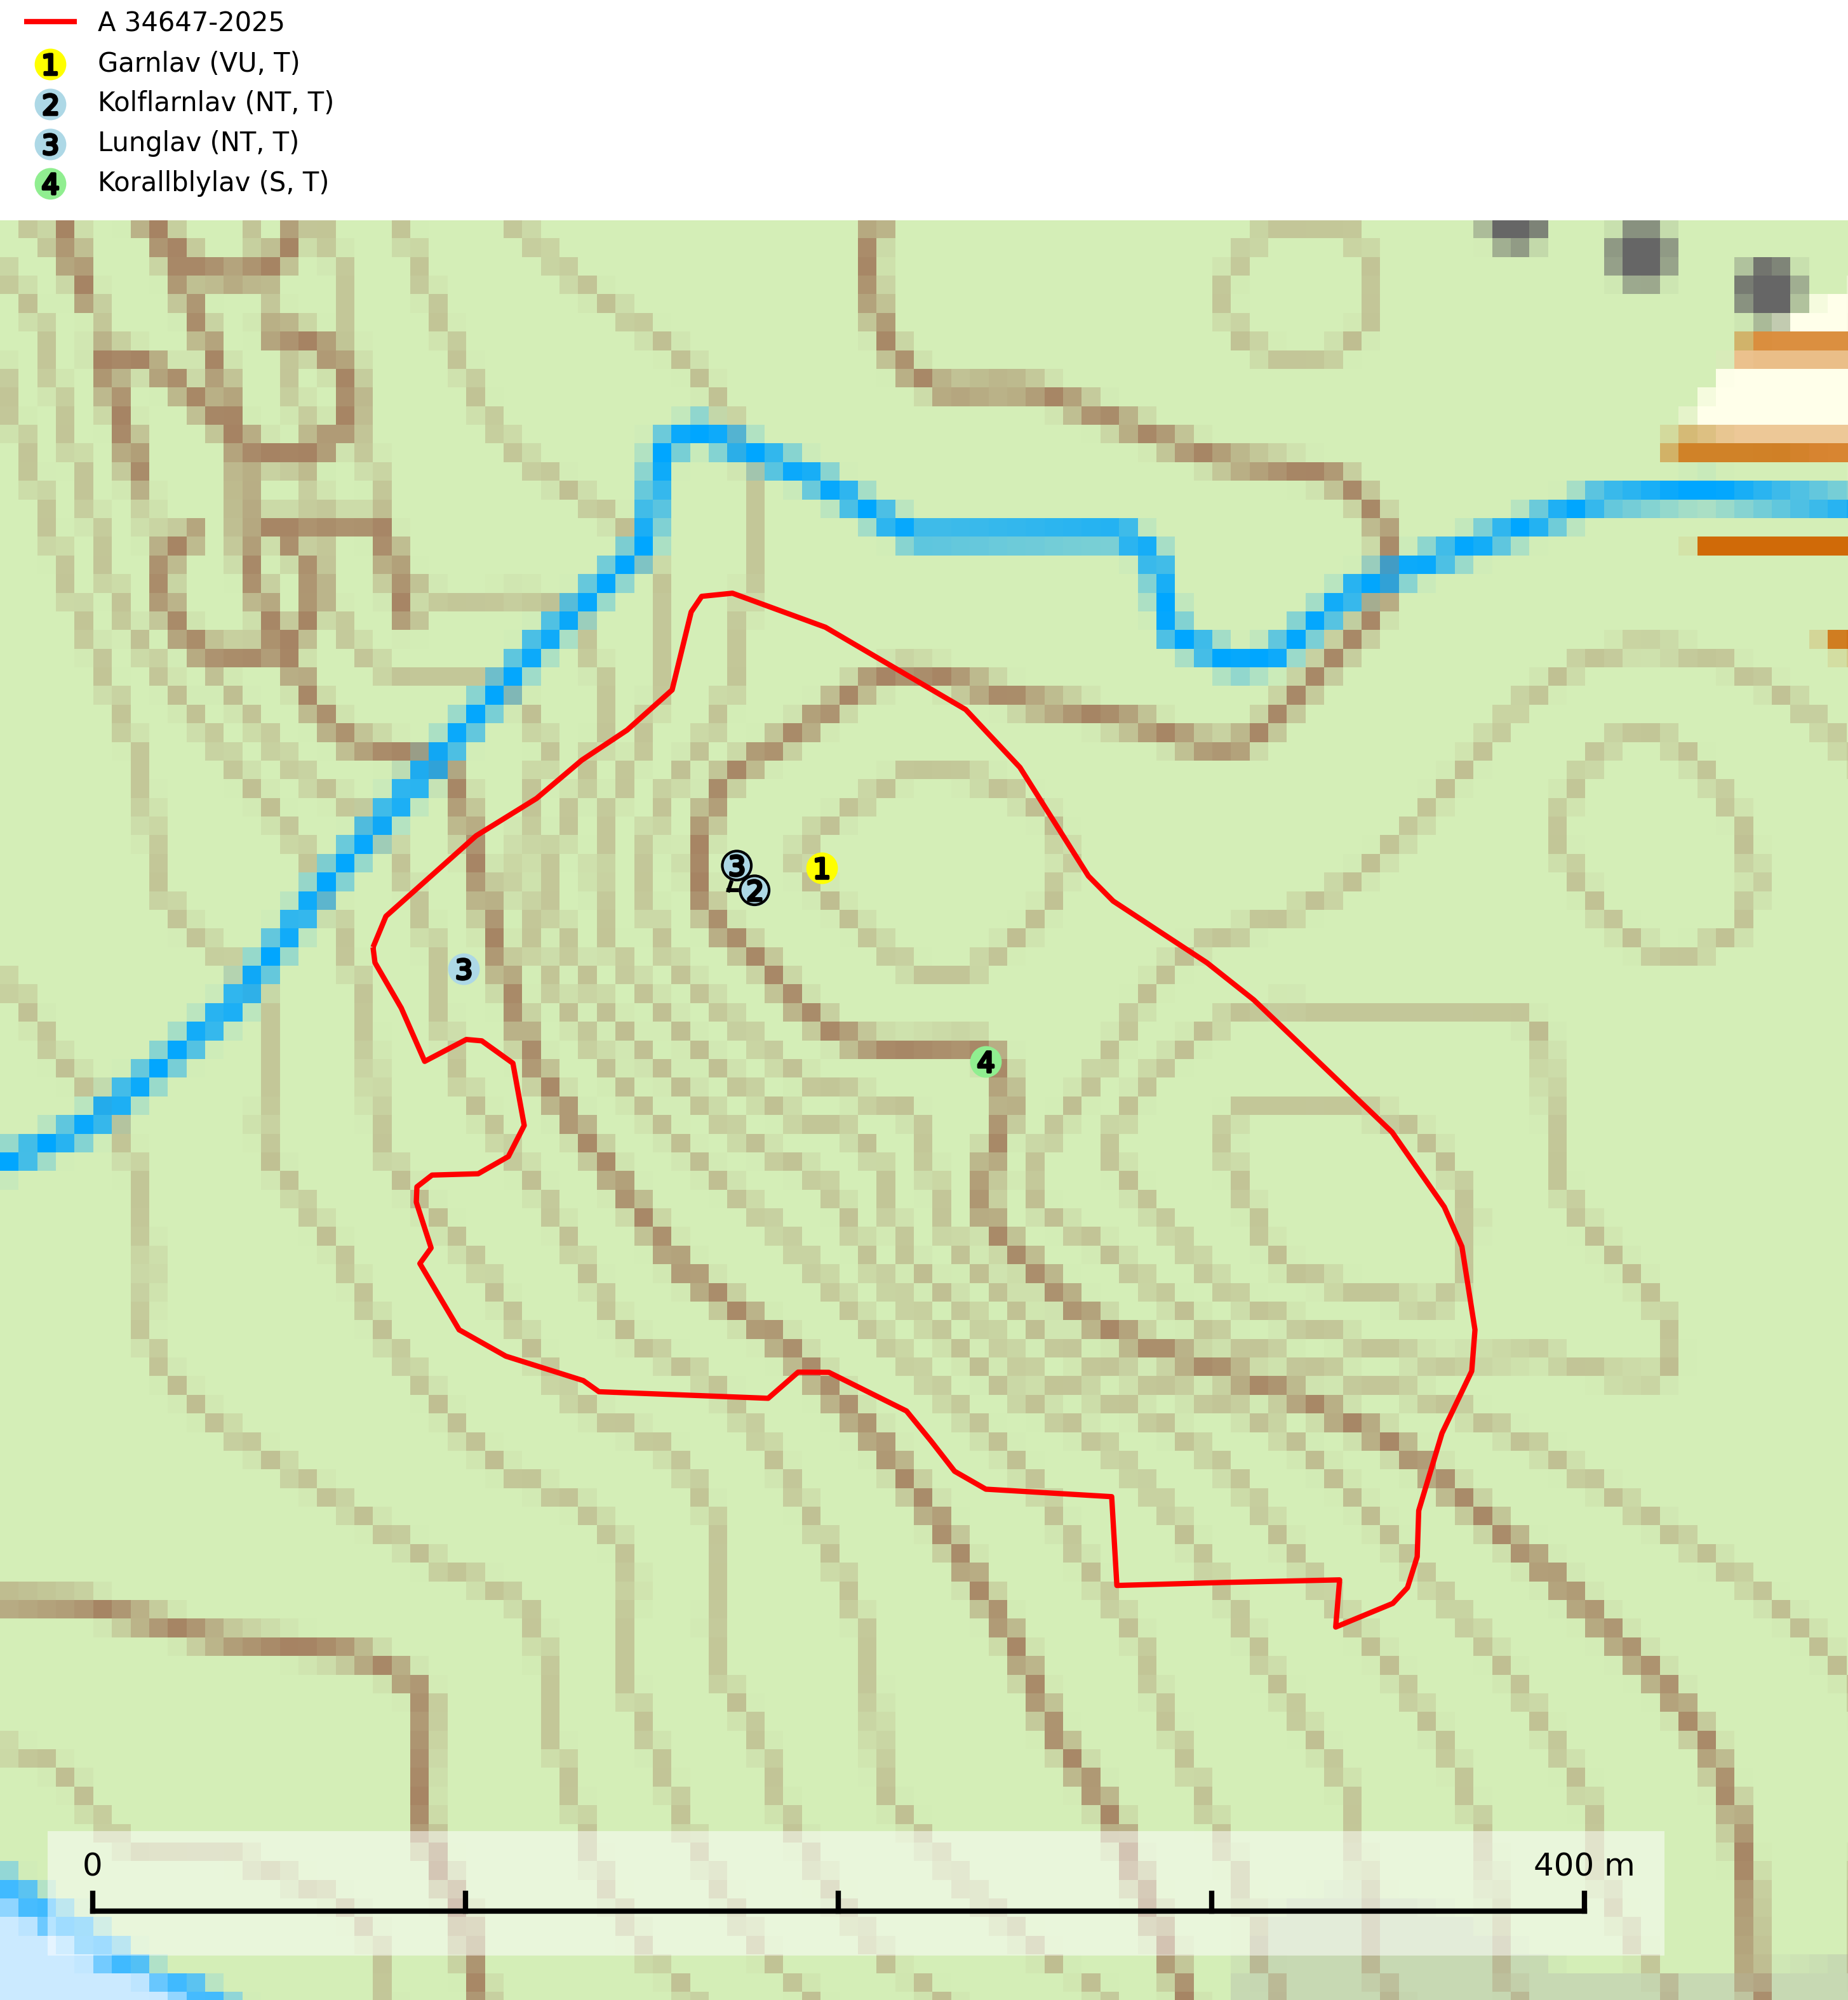 A 34647-2025
1 Garnlav (VU, T)
2 Kolflarnlav (NT, T)
3 Lunglav (NT, T)
4 Korallblylav (S, T)
3
1
2
3
4
0 400 m